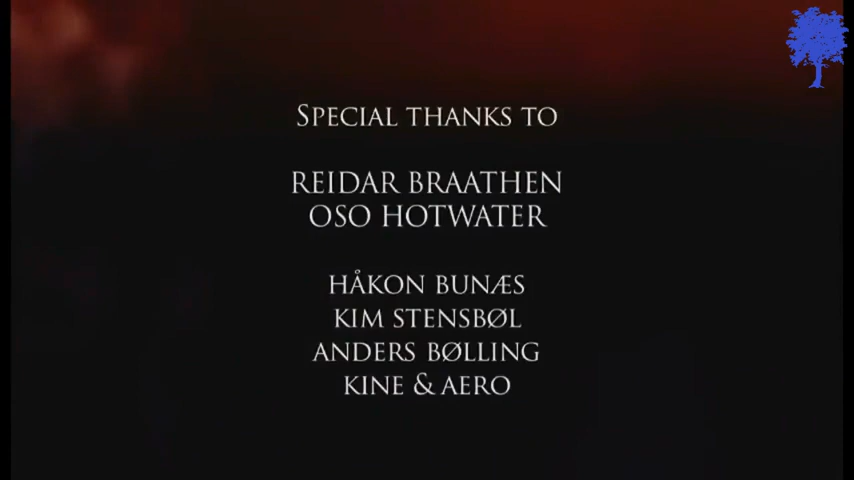 SPECIAL THANKS TO
REIDAR BRAATHEN
OSO HOTWATER
HÅKON BUNÆS
KIM STENSBØL
ANDERS BØLLING
KINE & AERO